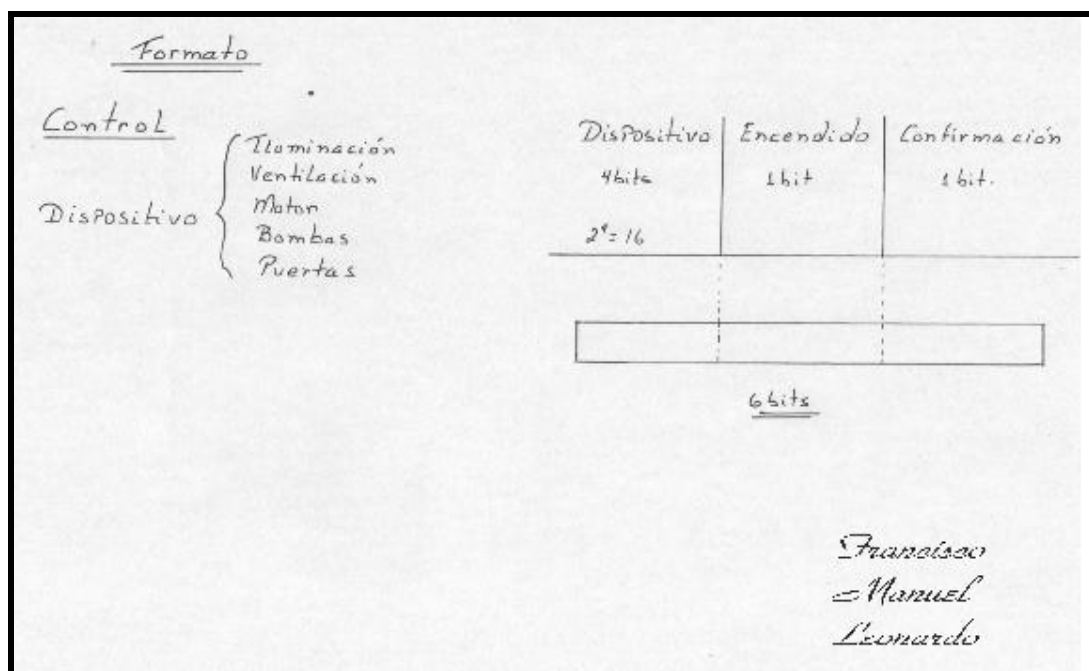 Formato
Control
Dispositivo
Iluminación
Ventilación
Motor
Bombas
Puertas
Dispositivo Encendido Confirmación
4bits 1bit 1bit.
2⁴=16
6bits
Francisco
Manuel
Leonardo